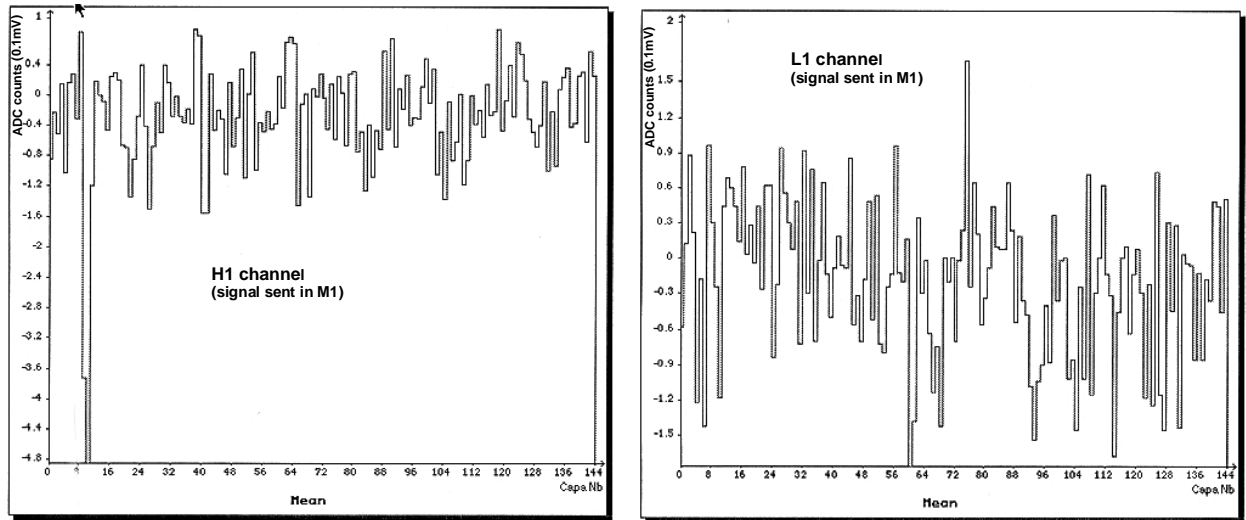 ADC counts (0.1mV)
1
0.4
0
-0.4
-0.8
-1.2
-1.6
-2
-2.4
-2.8
-3.2
-3.6
-4
-4.4
-4.8
H1 channel
(signal sent in M1)
0 8 16 24 32 40 48 56 64 72 80 88 96 104 112 120 128 136 144
Capa Nb
Mean
ADC counts (0.1mV)
2
1.5
1.2
0.9
0.6
0.3
0
-0.3
-0.6
-0.9
-1.2
-1.5
L1 channel
(signal sent in M1)
0 8 16 24 32 40 48 56 64 72 80 88 96 104 112 120 128 136 144
Capa Nb
Mean